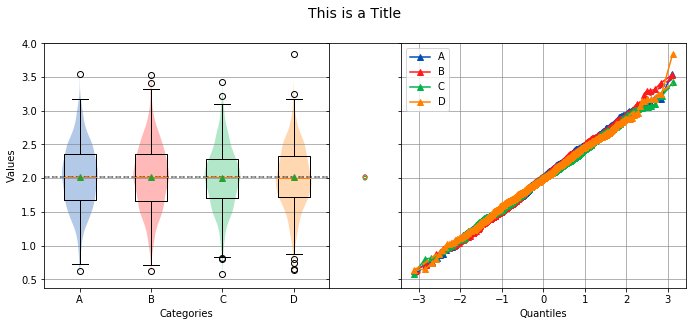 This is a Title
Values
4.0
3.5
3.0
2.5
2.0
1.5
1.0
0.5
A B C D
Categories
A
B
C
D
−3 −2 −1 0 1 2 3
Quantiles